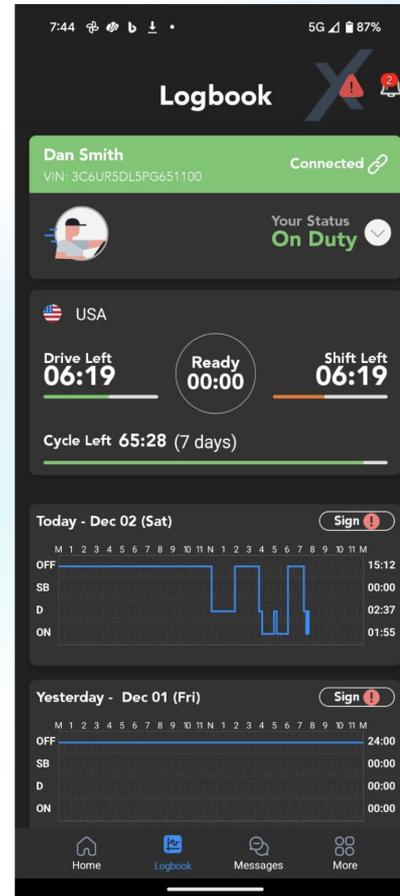 7:44
5G 87%
Logbook
2
Dan Smith
VIN: 3C6UR5DL5PG651100
Connected
Your Status
On Duty
USA
Drive Left
06:19
Ready
00:00
Shift Left
06:19
Cycle Left 65:28 (7 days)
Today - Dec 02 (Sat)
Sign
M 1 2 3 4 5 6 7 8 9 10 11 N 1 2 3 4 5 6 7 8 9 10 11 M
OFF 15:12
SB 00:00
D 02:37
ON 01:55
Yesterday - Dec 01 (Fri)
Sign
M 1 2 3 4 5 6 7 8 9 10 11 N 1 2 3 4 5 6 7 8 9 10 11 M
OFF 24:00
SB 00:00
D 00:00
ON 00:00
Home
Logbook
Messages
More